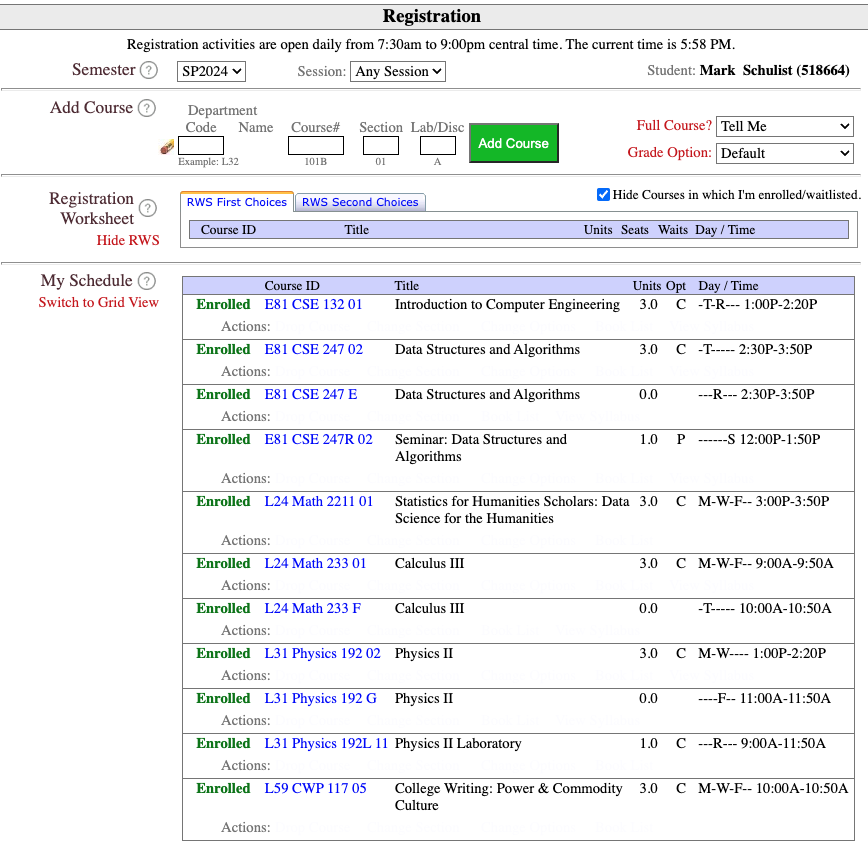 Registration
Registration activities are open daily from 7:30am to 9:00pm central time. The current time is 5:58 PM.
Semester ? SP2024 Session: Any Session Student: Mark Schulist (518664)
Add Course ?
Department
Code Name Course# Section Lab/Disc
Example: L32 101B 01 A
Add Course
Full Course? Tell Me
Grade Option: Default
Registration
Worksheet ?
Hide RWS
RWS First Choices RWS Second Choices
Hide Courses in which I'm enrolled/waitlisted.
Course ID Title Units Seats Waits Day / Time
My Schedule ?
Switch to Grid View
Course ID Title Units Opt Day / Time
Enrolled E81 CSE 132 01 Introduction to Computer Engineering 3.0 C -T-R--- 1:00P-2:20P
Actions:
Enrolled E81 CSE 247 02 Data Structures and Algorithms 3.0 C -T----- 2:30P-3:50P
Actions:
Enrolled E81 CSE 247 E Data Structures and Algorithms 0.0 ---R--- 2:30P-3:50P
Actions:
Enrolled E81 CSE 247R 02 Seminar: Data Structures and 1.0 P ------S 12:00P-1:50P
Algorithms
Actions:
Enrolled L24 Math 2211 01 Statistics for Humanities Scholars: Data 3.0 C M-W-F-- 3:00P-3:50P
Science for the Humanities
Actions:
Enrolled L24 Math 233 01 Calculus III 3.0 C M-W-F-- 9:00A-9:50A
Actions:
Enrolled L24 Math 233 F Calculus III 0.0 -T----- 10:00A-10:50A
Actions:
Enrolled L31 Physics 192 02 Physics II 3.0 C M-W---- 1:00P-2:20P
Actions:
Enrolled L31 Physics 192 G Physics II 0.0 ----F-- 11:00A-11:50A
Actions:
Enrolled L31 Physics 192L 11 Physics II Laboratory 1.0 C ---R--- 9:00A-11:50A
Actions:
Enrolled L59 CWP 117 05 College Writing: Power & Commodity 3.0 C M-W-F-- 10:00A-10:50A
Culture
Actions: